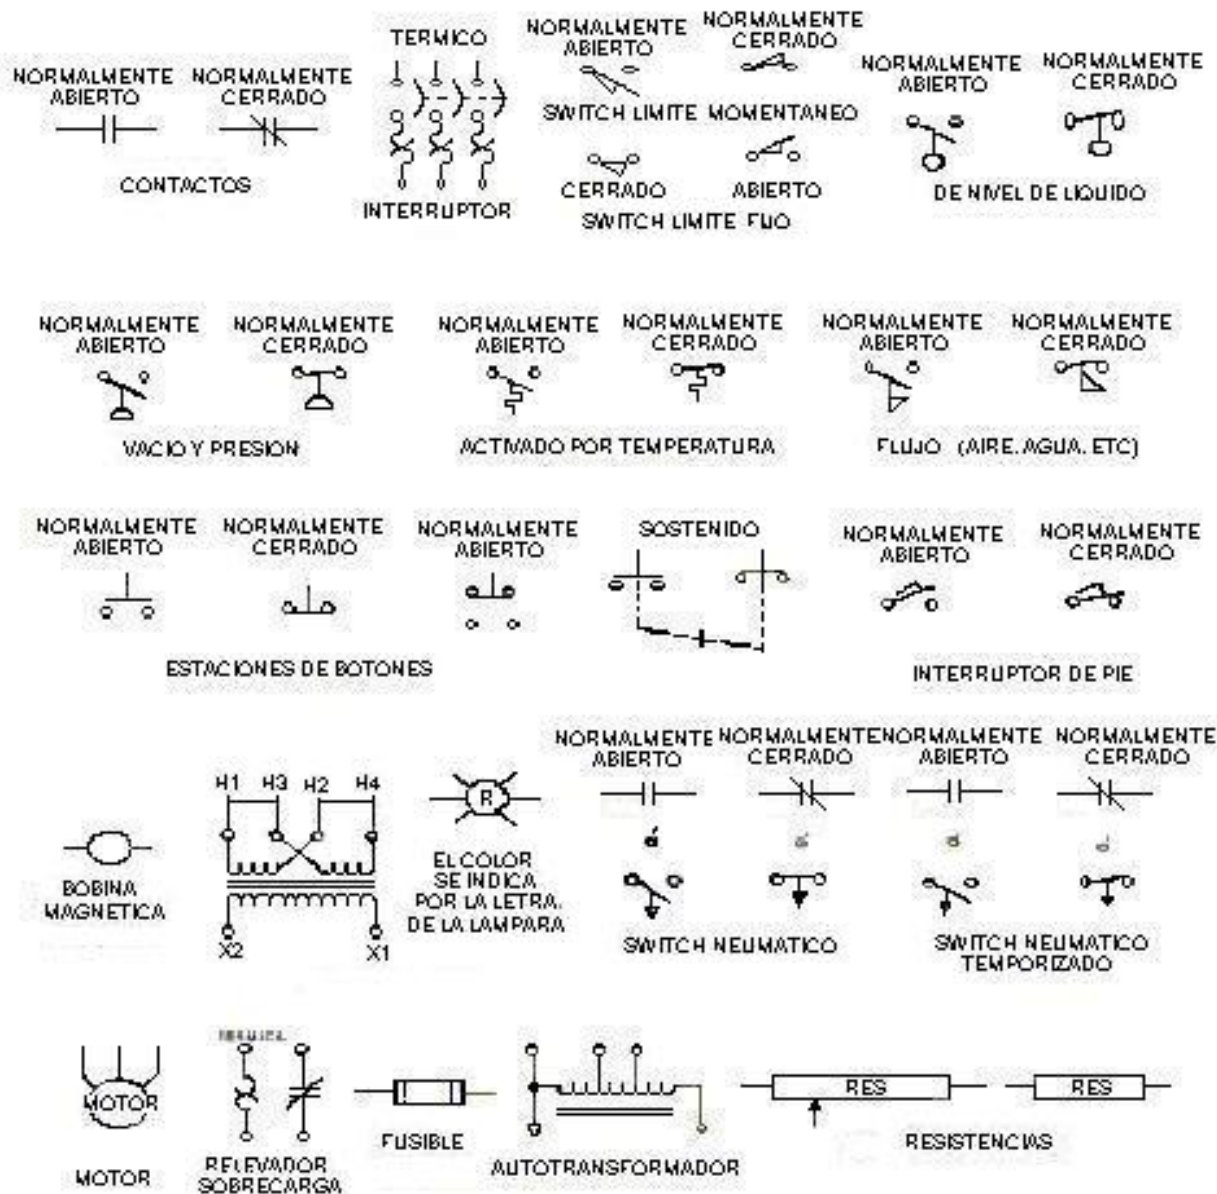 NORMALMENTE
ABIERTO
NORMALMENTE
CERRADO
CONTACTOS
TERMICO
INTERRUPTOR
NORMALMENTE
ABIERTO
NORMALMENTE
CERRADO
SWITCH LIMITE MOMENTANEO
CERRADO
ABIERTO
SWITCH LIMITE FIJO
NORMALMENTE
ABIERTO
NORMALMENTE
CERRADO
DE NIVEL DE LIQUIDO
NORMALMENTE
ABIERTO
NORMALMENTE
CERRADO
VACIO Y PRESION
NORMALMENTE
ABIERTO
NORMALMENTE
CERRADO
ACTIVADO POR TEMPERATURA
NORMALMENTE
ABIERTO
NORMALMENTE
CERRADO
FLUJO (AIRE, AGUA, ETC)
NORMALMENTE
ABIERTO
NORMALMENTE
CERRADO
NORMALMENTE
ABIERTO
ESTACIONES DE BOTONES
SOSTENIDO
NORMALMENTE
ABIERTO
NORMALMENTE
CERRADO
INTERRUPTOR DE PIE
BOBINA
MAGNETICA
H1 H3 H2 H4
X2 X1
R
EL COLOR
SE INDICA
POR LA LETRA.
DE LA LAMPARA
NORMALMENTE
ABIERTO
NORMALMENTE
CERRADO
SWITCH NEUMATICO
NORMALMENTE
ABIERTO
NORMALMENTE
CERRADO
SWITCH NEUMATICO
TEMPORIZADO
MOTOR
MOTOR
RELEVADOR
SOBRECARGA
FUSIBLE
AUTOTRANSFORMADOR
RES
RES
RESISTENCIAS